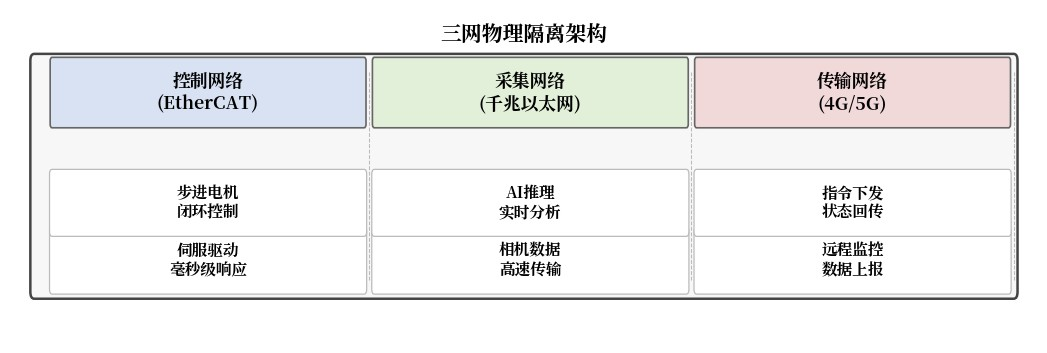 三网物理隔离架构
控制网络
(EtherCAT)
采集网络
(千兆以太网)
传输网络
(4G/5G)
步进电机
闭环控制
AI推理
实时分析
指令下发
状态回传
伺服驱动
毫秒级响应
相机数据
高速传输
远程监控
数据上报